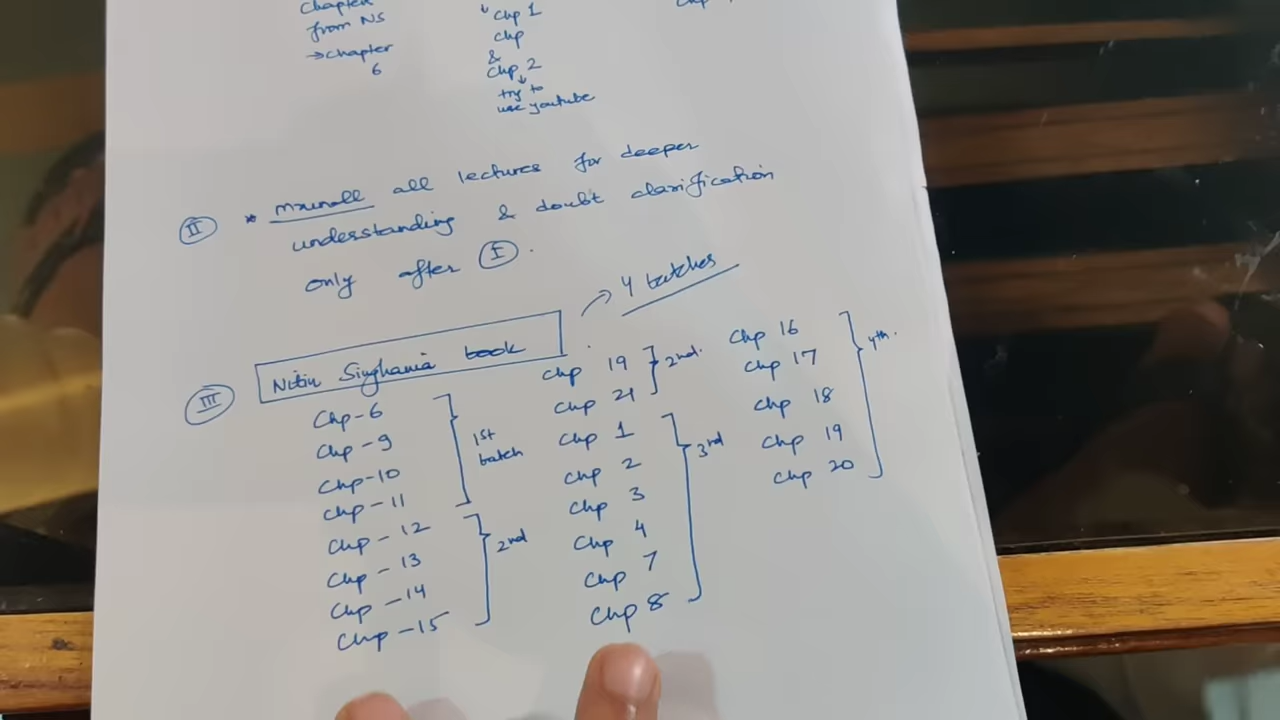 Chapter
from NS
→chapter
6
↓
Chp 1
Chp
&
Chp 2
↓
try to
use youtube
II * mrunall all lectures for deeper
understanding & doubt clarification
only after I.
→ 4 batches
III Nitin Singhania book
Chp-6
Chp-9
Chp-10
Chp-11
1st
batch
Chp-12
Chp-13
Chp-14
Chp-15
2nd
Chp 19
Chp 21
2nd.
Chp 1
Chp 2
Chp 3
Chp 4
Chp 7
Chp 8
3rd
Chp 16
Chp 17
Chp 18
Chp 19
Chp 20
4th.